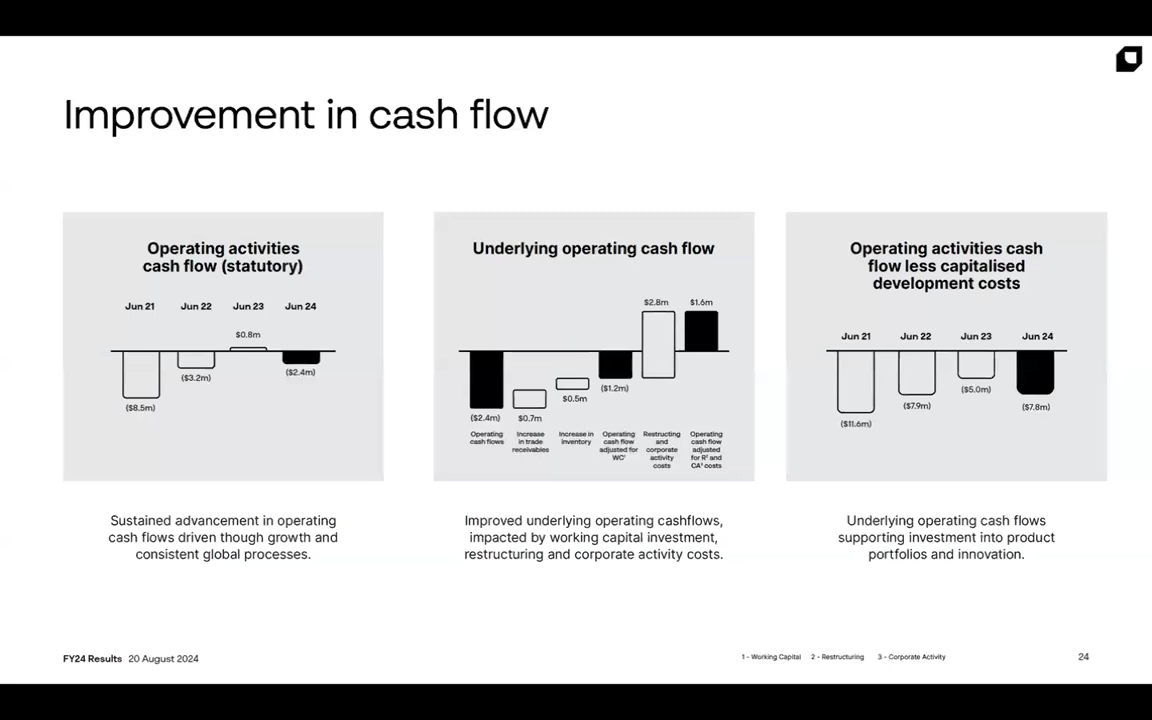 Improvement in cash flow
Operating activities
cash flow (statutory)
Jun 21 Jun 22 Jun 23 Jun 24
$0.8m
($8.5m)
($3.2m)
($2.4m)
Underlying operating cash flow
($2.4m)
$0.7m
$0.5m
($1.2m)
$2.8m
$1.6m
Operating
cash flows
Increase
in trade
receivables
Increase in
inventory
Operating
cash flow
adjusted for
WC¹
Restructing
and
corporate
activity
costs
Operating
cash flow
adjusted
for R² and
CA³ costs
Operating activities cash
flow less capitalised
development costs
Jun 21 Jun 22 Jun 23 Jun 24
($11.6m)
($7.9m)
($5.0m)
($7.8m)
Sustained advancement in operating
cash flows driven though growth and
consistent global processes.
Improved underlying operating cashflows,
impacted by working capital investment,
restructuring and corporate activity costs.
Underlying operating cash flows
supporting investment into product
portfolios and innovation.
FY24 Results 20 August 2024
1 - Working Capital 2 - Restructuring 3 - Corporate Activity
24